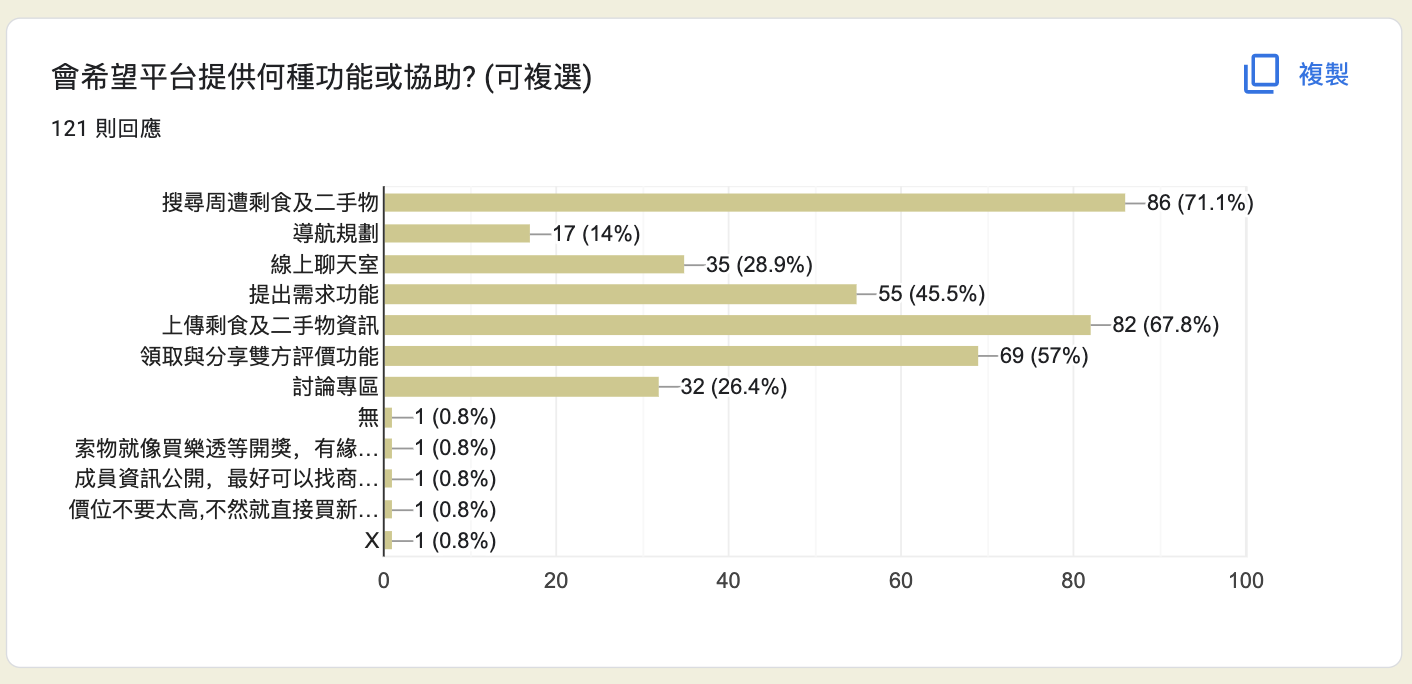 會希望平台提供何種功能或協助? (可複選)
複製
121 則回應
搜尋周遭剩食及二手物 86 (71.1%)
導航規劃 17 (14%)
線上聊天室 35 (28.9%)
提出需求功能 55 (45.5%)
上傳剩食及二手物資訊 82 (67.8%)
領取與分享雙方評價功能 69 (57%)
討論專區 32 (26.4%)
無 1 (0.8%)
索物就像買樂透等開獎，有緣… 1 (0.8%)
成員資訊公開，最好可以找商… 1 (0.8%)
價位不要太高,不然就直接買新… 1 (0.8%)
X 1 (0.8%)
0 20 40 60 80 100